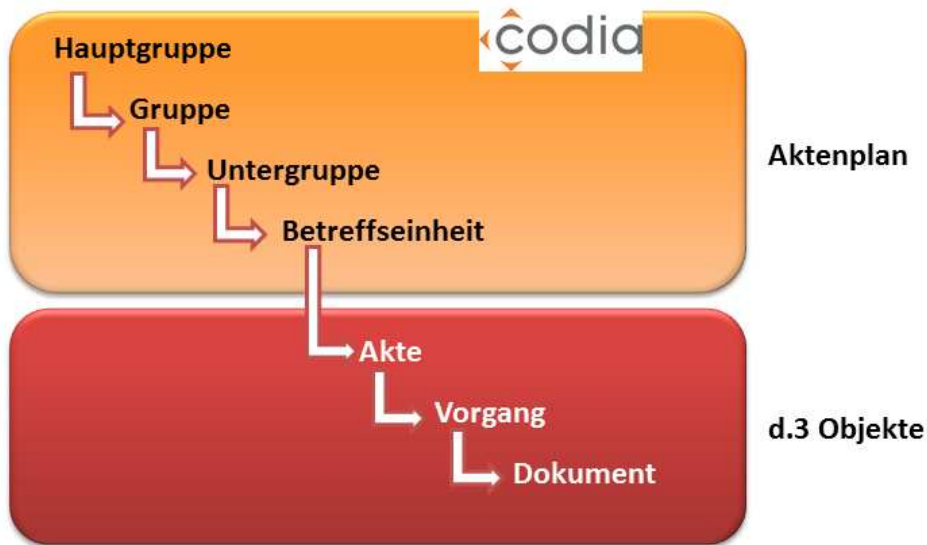 codia
Hauptgruppe
Gruppe
Untergruppe
Aktenplan
Betreffseinheit
Akte
Vorgang
d.3 Objekte
Dokument